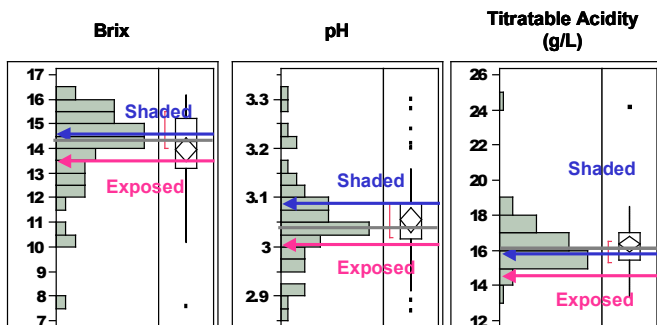 Brix
pH
Titratable Acidity
(g/L)
17
16
15
14
13
12
11
10
9
8
7
Shaded
Exposed
3.3
3.2
3.1
3
2.9
Shaded
Exposed
26
24
22
20
18
16
14
12
Shaded
Exposed